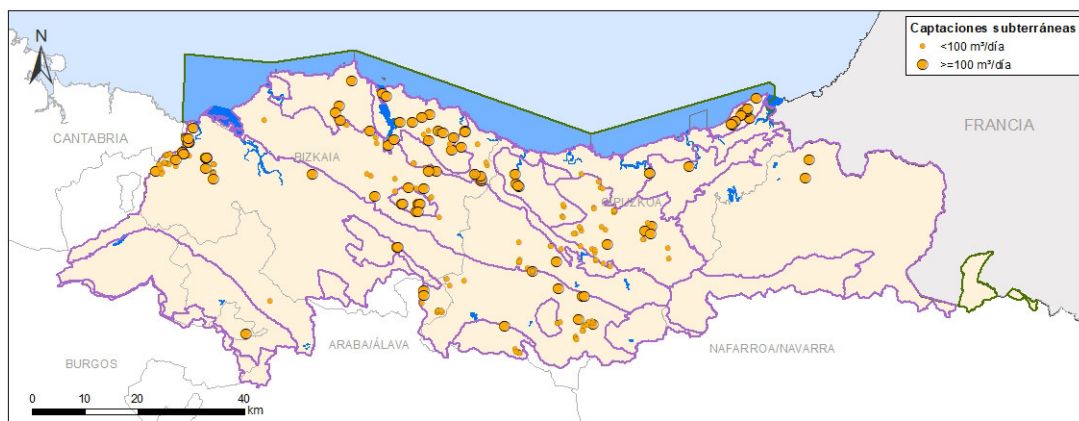 N
Captaciones subterráneas
<100 m³/día
>=100 m³/día
CANTABRIA
FRANCIA
BIZKAIA
GIPUZKOA
BURGOS
ARABA/ÁLAVA
NAFARROA/NAVARRA
0 10 20 40
km